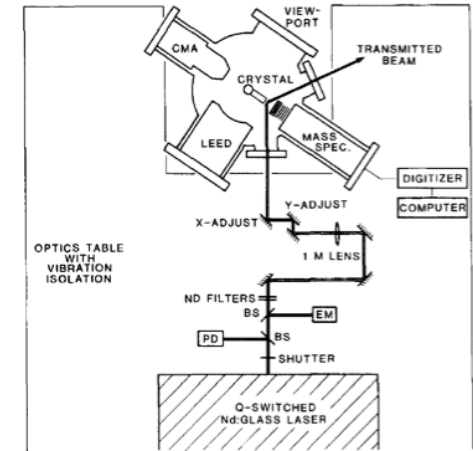 VIEW-
PORT
CMA
TRANSMITTED
BEAM
CRYSTAL
LEED
MASS
SPEC.
DIGITIZER
COMPUTER
Y-ADJUST
X-ADJUST
1 M LENS
OPTICS TABLE
WITH
VIBRATION
ISOLATION
ND FILTERS
BS
EM
PD
BS
SHUTTER
Q-SWITCHED
Nd:GLASS LASER